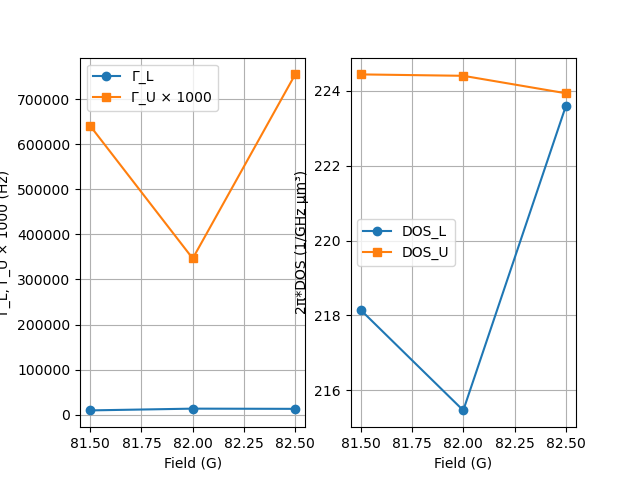 Γ_L
Γ_U × 1000
700000
600000
500000
400000
300000
200000
100000
0
Γ_L, Γ_U × 1000 (Hz)
81.50 81.75 82.00 82.25 82.50
Field (G)
224
222
220
218
216
2π*DOS (1/GHz μm³)
DOS_L
DOS_U
81.50 81.75 82.00 82.25 82.50
Field (G)